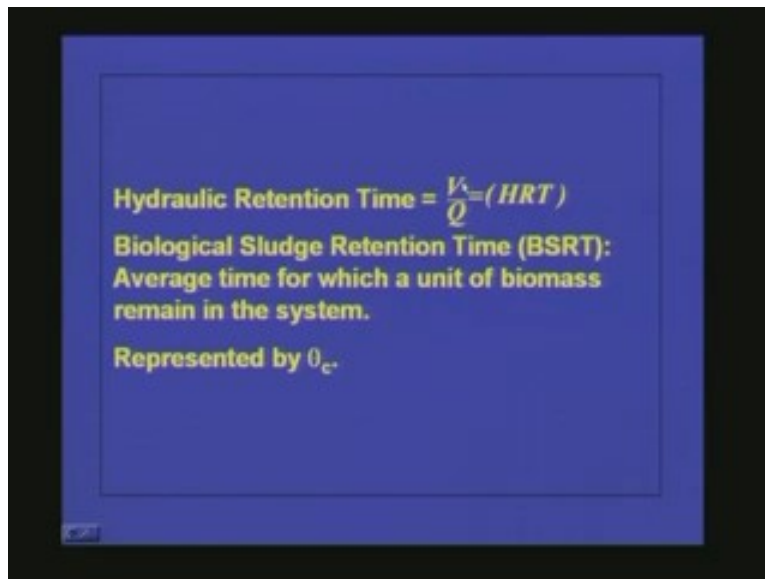 Hydraulic Retention Time = V/Q =(HRT)
Biological Sludge Retention Time (BSRT):
Average time for which a unit of biomass
remain in the system.
Represented by θc.